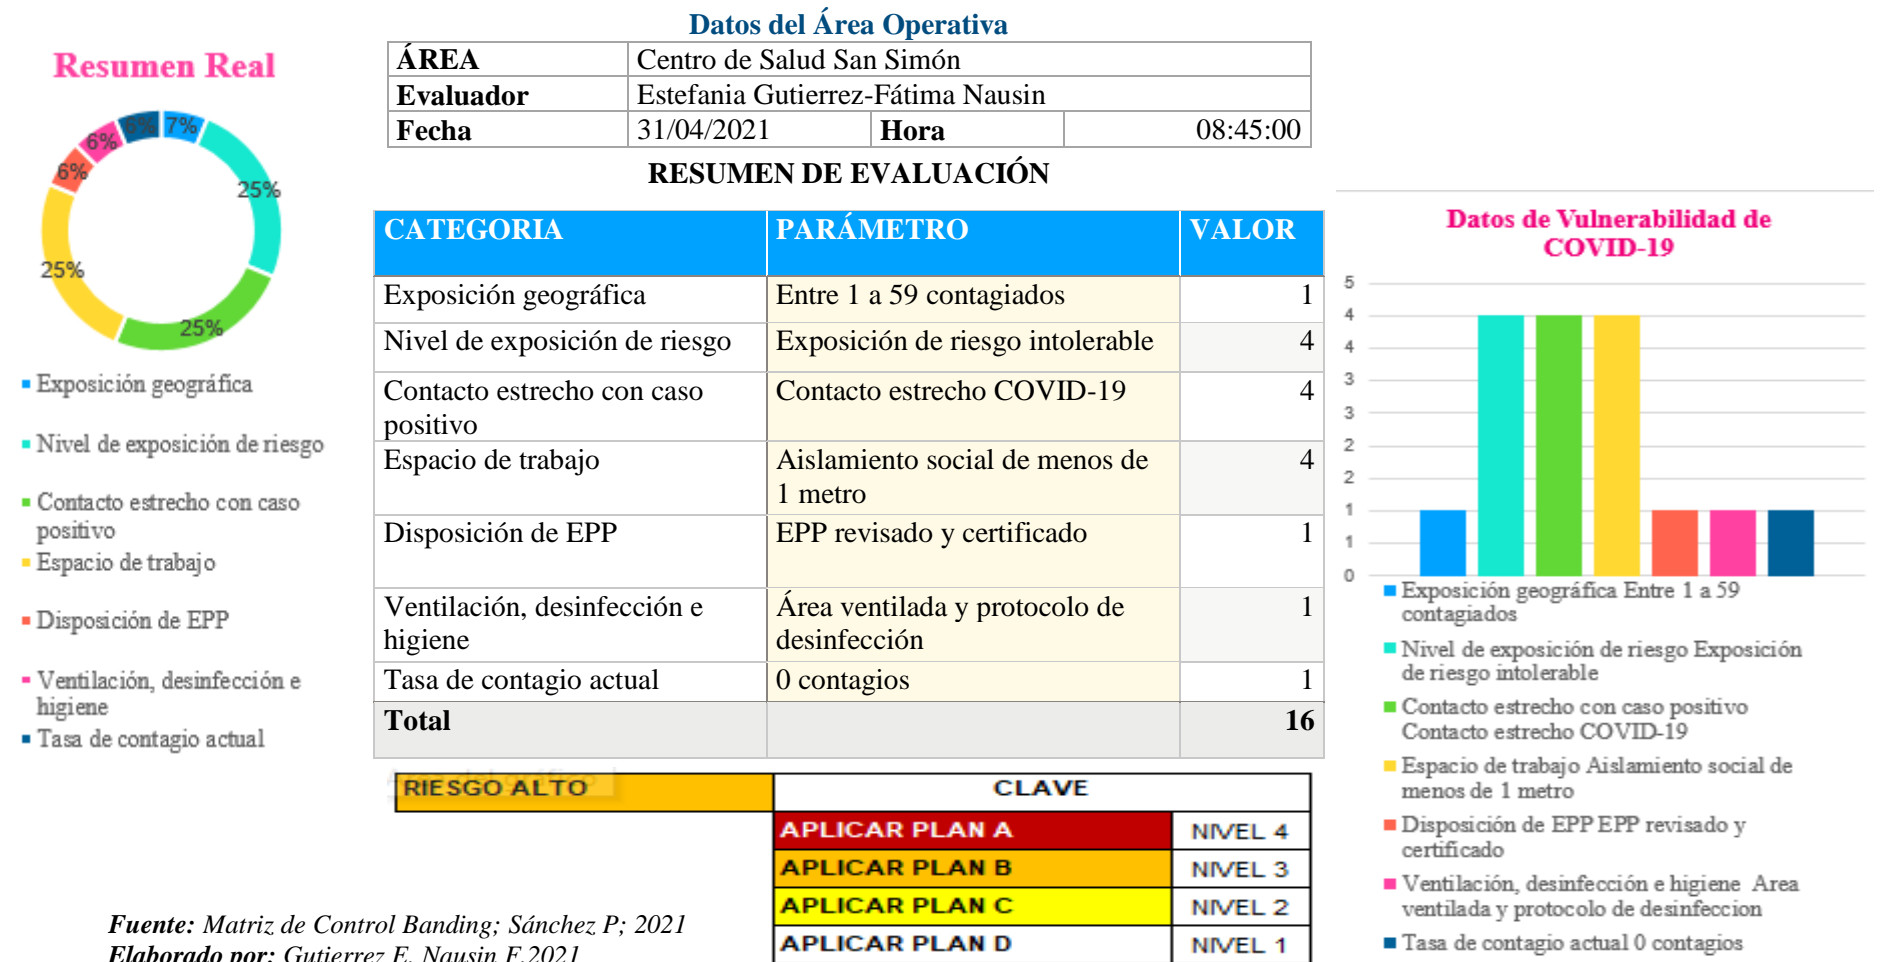 Datos del Área Operativa
Resumen Real
ÁREA Centro de Salud San Simón
Evaluador Estefania Gutierrez-Fátima Nausin
Fecha 31/04/2021 Hora 08:45:00
RESUMEN DE EVALUACIÓN
6% 7%
6%
6%
25%
25%
25%
Exposición geográfica
Nivel de exposición de riesgo
Contacto estrecho con caso
positivo
Espacio de trabajo
Disposición de EPP
Ventilación, desinfección e
higiene
Tasa de contagio actual
CATEGORIA PARÁMETRO VALOR
Exposición geográfica Entre 1 a 59 contagiados 1
Nivel de exposición de riesgo Exposición de riesgo intolerable 4
Contacto estrecho con caso Contacto estrecho COVID-19 4
positivo
Espacio de trabajo Aislamiento social de menos de 4
1 metro
Disposición de EPP EPP revisado y certificado 1
Ventilación, desinfección e Área ventilada y protocolo de 1
higiene desinfección
Tasa de contagio actual 0 contagios 1
Total 16
RIESGO ALTO CLAVE
APLICAR PLAN A NIVEL 4
APLICAR PLAN B NIVEL 3
APLICAR PLAN C NIVEL 2
APLICAR PLAN D NIVEL 1
Fuente: Matriz de Control Banding; Sánchez P; 2021
Elaborado por: Gutierrez E, Nausin F.2021
Datos de Vulnerabilidad de
COVID-19
5
4
4
3
3
2
2
1
1
0
Exposición geográfica Entre 1 a 59
contagiados
Nivel de exposición de riesgo Exposición
de riesgo intolerable
Contacto estrecho con caso positivo
Contacto estrecho COVID-19
Espacio de trabajo Aislamiento social de
menos de 1 metro
Disposición de EPP EPP revisado y
certificado
Ventilación, desinfección e higiene Area
ventilada y protocolo de desinfeccion
Tasa de contagio actual 0 contagios